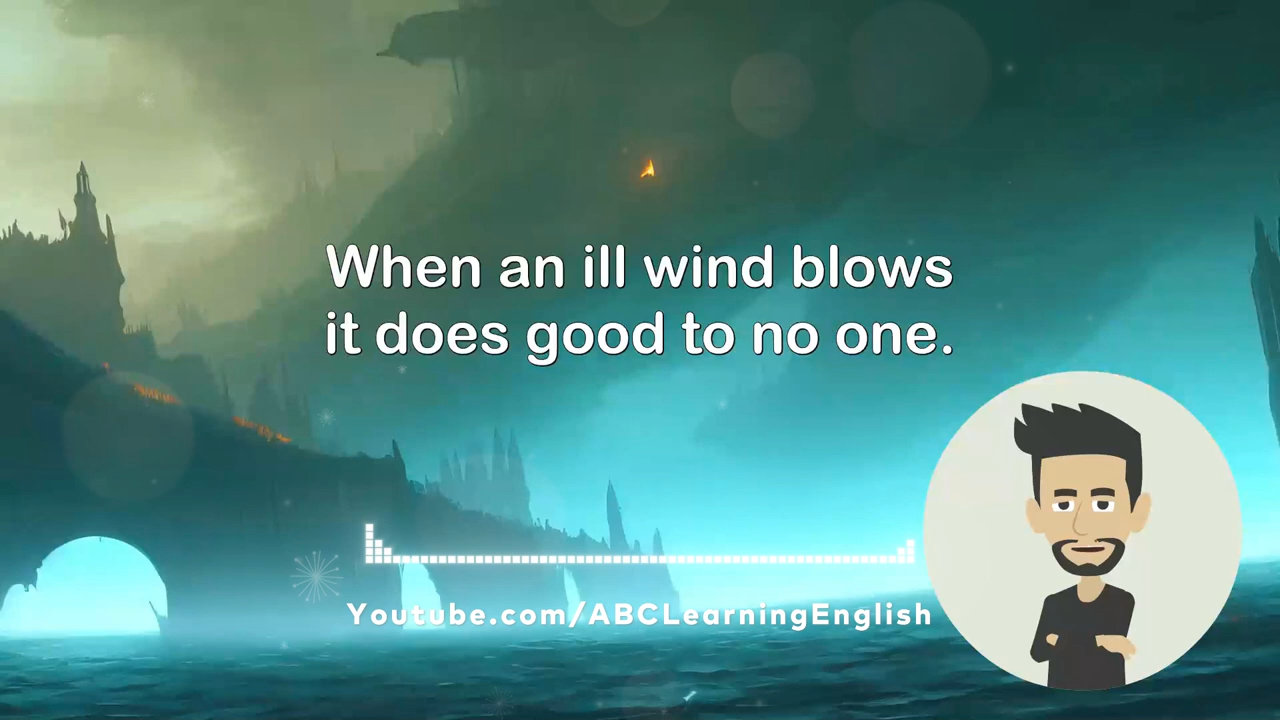 When an ill wind blows
it does good to no one.
Youtube.com/ABCLearningEnglish